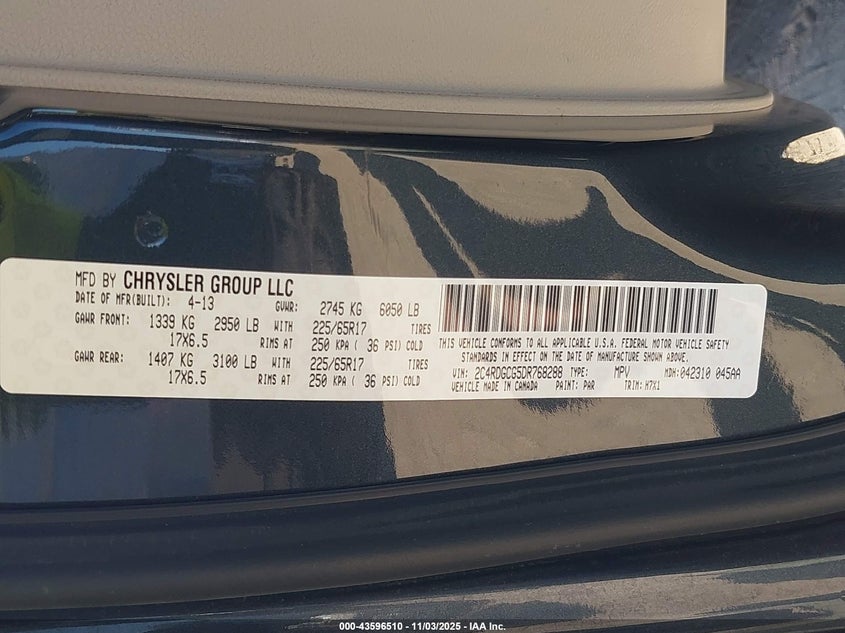 MFD BY CHRYSLER GROUP LLC
DATE OF MFR(BUILT): 4-13 GVWR: 2745 KG 6050 LB
GAWR FRONT: 1339 KG 2950 LB WITH 225/65R17 TIRES
17X6.5 RIMS AT 250 KPA ( 36 PSI) COLD
GAWR REAR: 1407 KG 3100 LB WITH 225/65R17 TIRES
17X6.5 RIMS AT 250 KPA ( 36 PSI) COLD
THIS VEHICLE CONFORMS TO ALL APPLICABLE U.S.A. FEDERAL MOTOR VEHICLE SAFETY
STANDARDS IN EFFECT ON THE DATE OF MANUFACTURE SHOWN ABOVE.
VIN: 2C4RDGCG5DR768288 TYPE: MPV MDH: 042310 045AA
VEHICLE MADE IN CANADA PAINT: PAR TRIM: H7X1
000-43596510 - 11/03/2025 - IAA Inc.